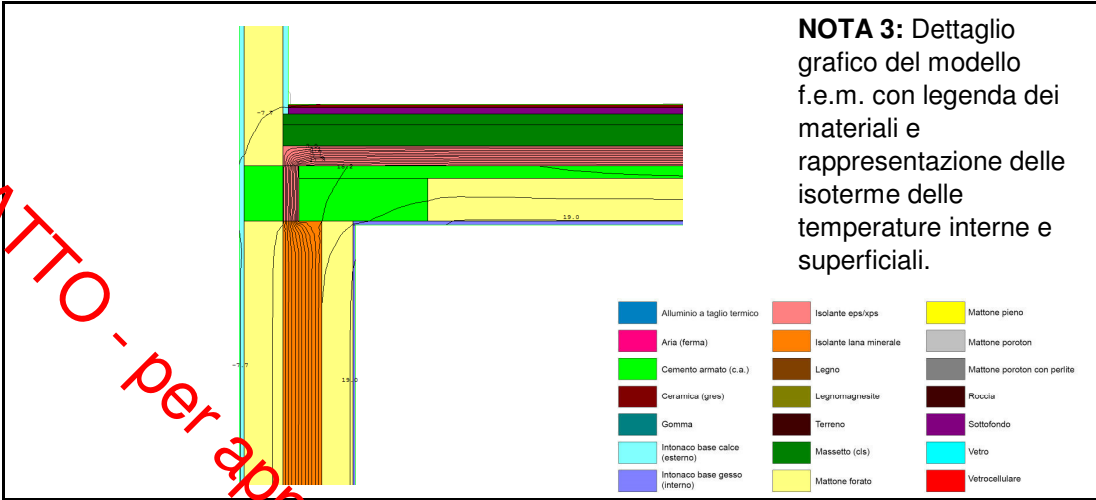 NOTA 3: Dettaglio
grafico del modello
f.e.m. con legenda dei
materiali e
rappresentazione delle
isoterme delle
temperature interne e
superficiali.
-7.7
19.0
-7.7
19.0
ATTO - per apr
Alluminio a taglio termico
Aria (ferma)
Cemento armato (c.a.)
Ceramica (gres)
Gomma
Intonaco base calce
(esterno)
Intonaco base gesso
(interno)
Isolante eps/xps
Isolante lana minerale
Legno
Legnomagnesite
Terreno
Massetto (cls)
Mattone forato
Mattone pieno
Mattone poroton
Mattone poroton con perlite
Roccia
Sottofondo
Vetro
Vetrocellulare